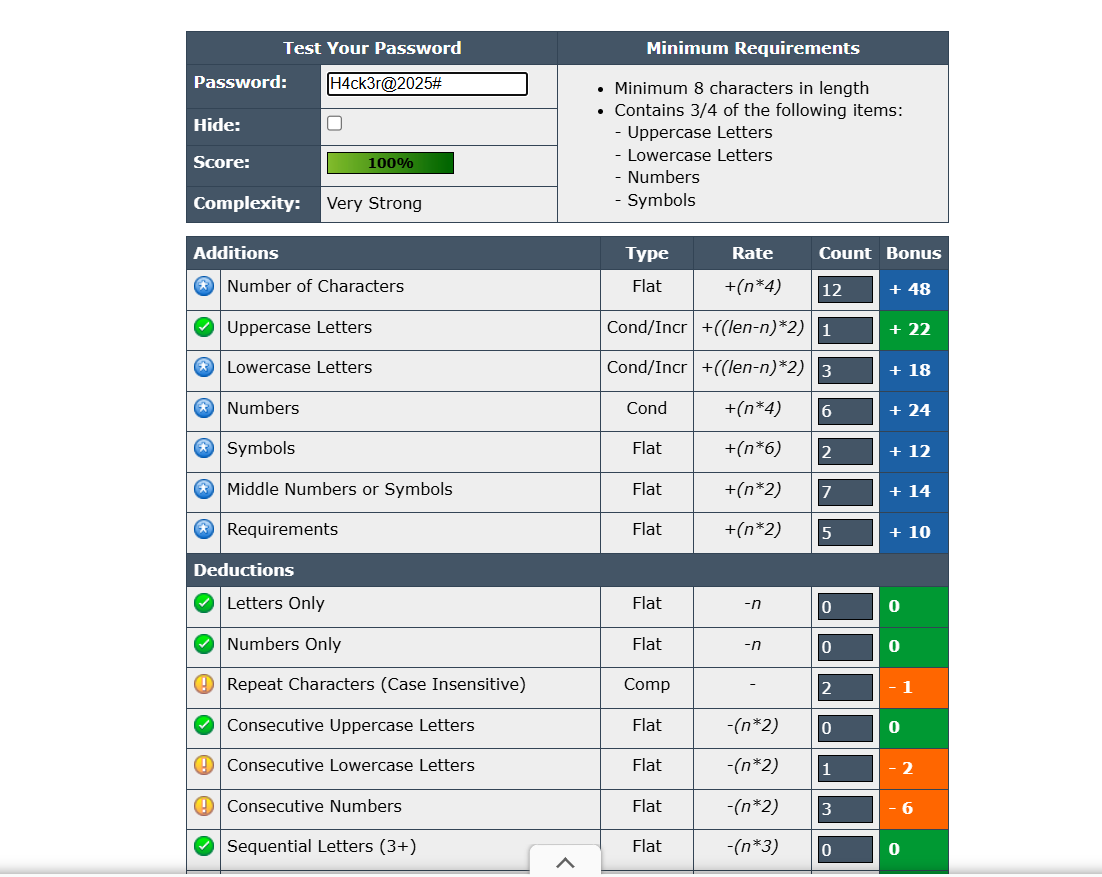 Test Your Password Minimum Requirements
Password: H4ck3r@2025#
Hide:
Score: 100%
Complexity: Very Strong
• Minimum 8 characters in length
• Contains 3/4 of the following items:
- Uppercase Letters
- Lowercase Letters
- Numbers
- Symbols
Additions Type Rate Count Bonus
Number of Characters Flat +(n*4) 12 + 48
Uppercase Letters Cond/Incr +((len-n)*2) 1 + 22
Lowercase Letters Cond/Incr +((len-n)*2) 3 + 18
Numbers Cond +(n*4) 6 + 24
Symbols Flat +(n*6) 2 + 12
Middle Numbers or Symbols Flat +(n*2) 7 + 14
Requirements Flat +(n*2) 5 + 10
Deductions
Letters Only Flat -n 0 0
Numbers Only Flat -n 0 0
Repeat Characters (Case Insensitive) Comp - 2 - 1
Consecutive Uppercase Letters Flat -(n*2) 0 0
Consecutive Lowercase Letters Flat -(n*2) 1 - 2
Consecutive Numbers Flat -(n*2) 3 - 6
Sequential Letters (3+) Flat -(n*3) 0 0